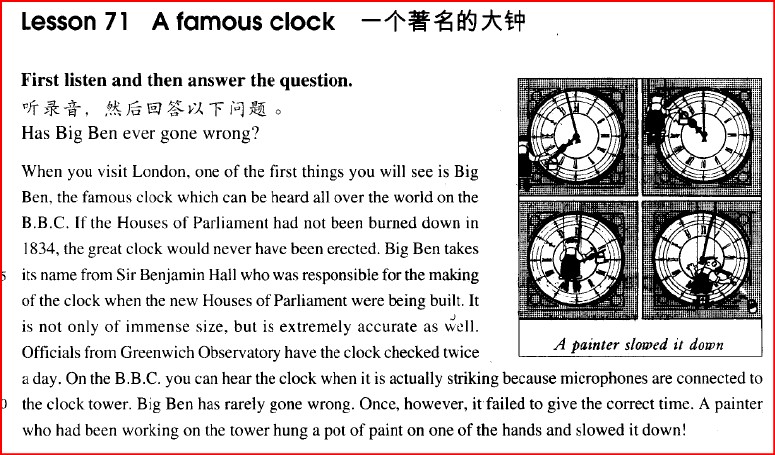 Lesson 71 A famous clock 一个著名的大钟
First listen and then answer the question.
听录音，然后回答以下问题。
Has Big Ben ever gone wrong?
When you visit London, one of the first things you will see is Big
Ben, the famous clock which can be heard all over the world on the
B.B.C. If the Houses of Parliament had not been burned down in
1834, the great clock would never have been erected. Big Ben takes
5 its name from Sir Benjamin Hall who was responsible for the making
of the clock when the new Houses of Parliament were being built. It
is not only of immense size, but is extremely accurate as well.
Officials from Greenwich Observatory have the clock checked twice
A painter slowed it down
a day. On the B.B.C. you can hear the clock when it is actually striking because microphones are connected to
0 the clock tower. Big Ben has rarely gone wrong. Once, however, it failed to give the correct time. A painter
who had been working on the tower hung a pot of paint on one of the hands and slowed it down!